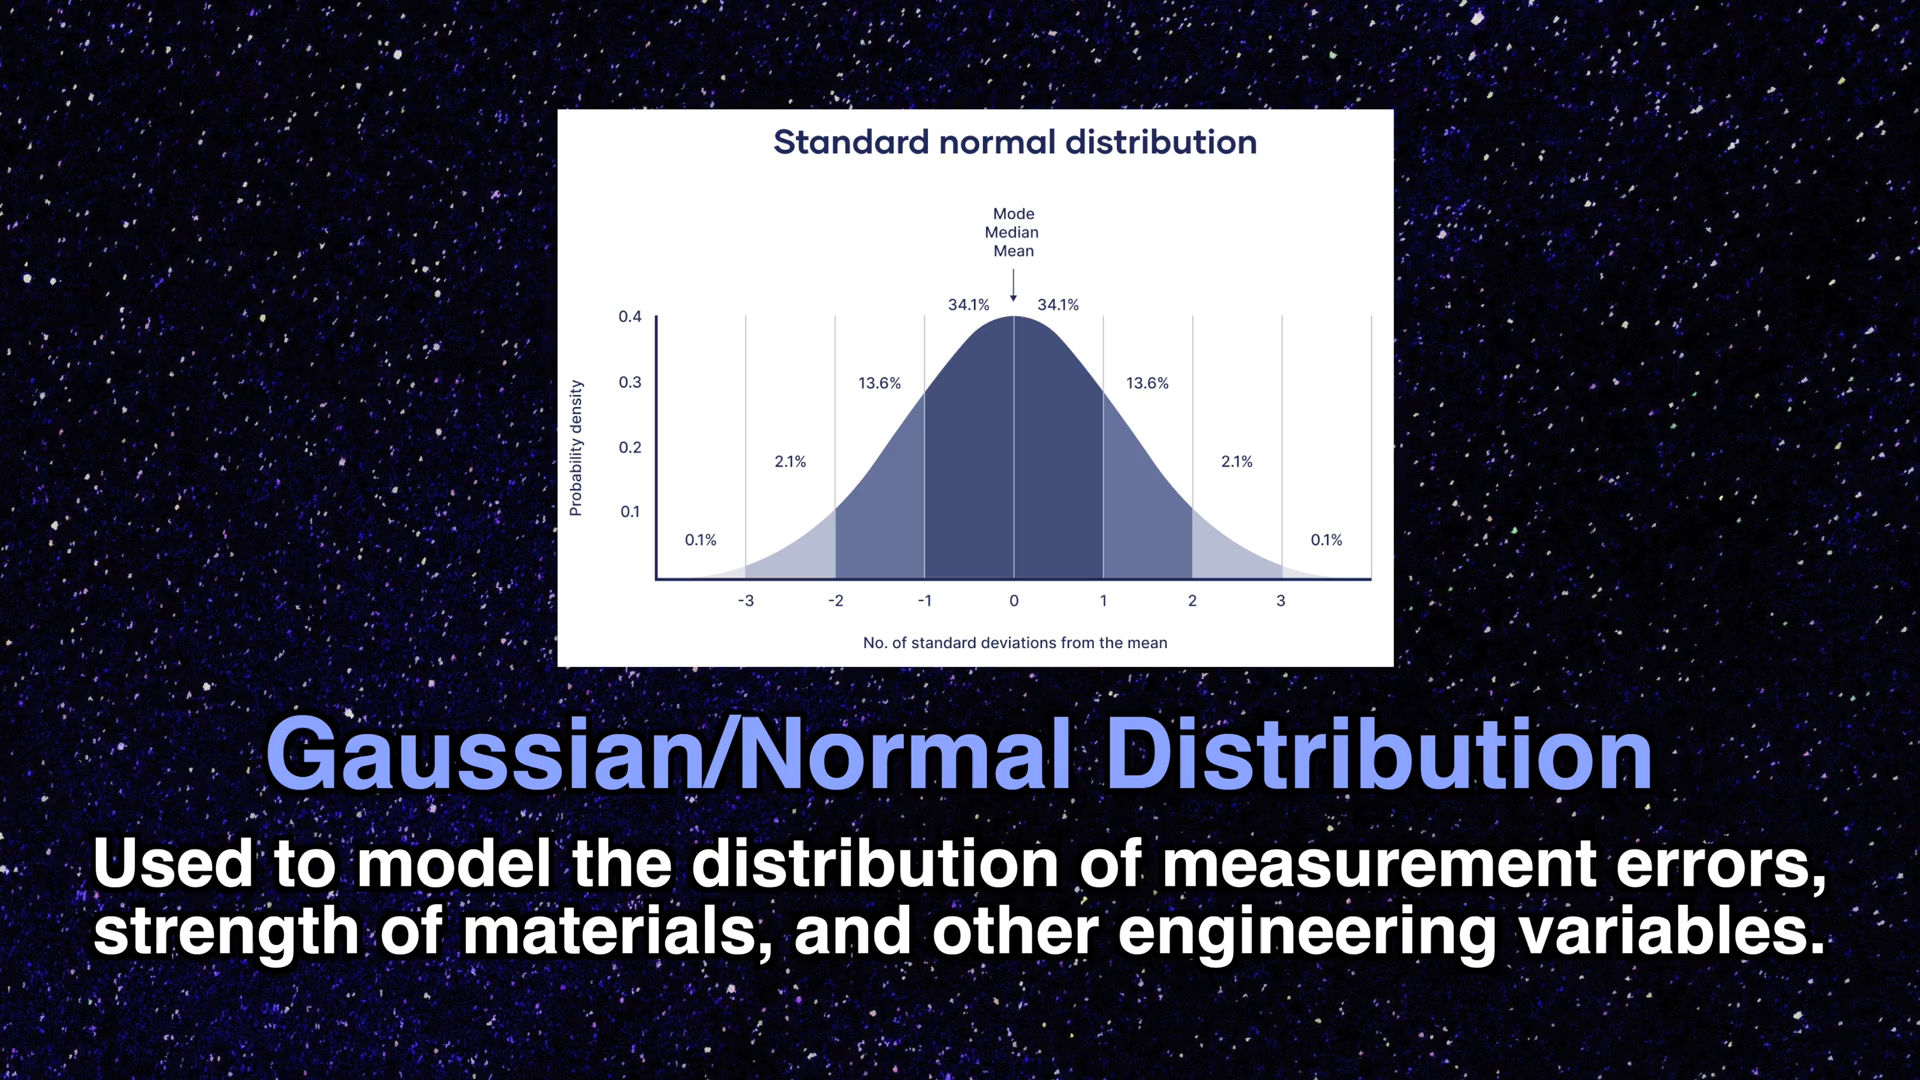 Standard normal distribution
Mode
Median
Mean
34.1% 34.1%
0.4
13.6% 13.6%
0.3
Probability density
0.2
2.1% 2.1%
0.1
0.1% 0.1%
-3 -2 -1 0 1 2 3
No. of standard deviations from the mean
Gaussian/Normal Distribution
Used to model the distribution of measurement errors,
strength of materials, and other engineering variables.